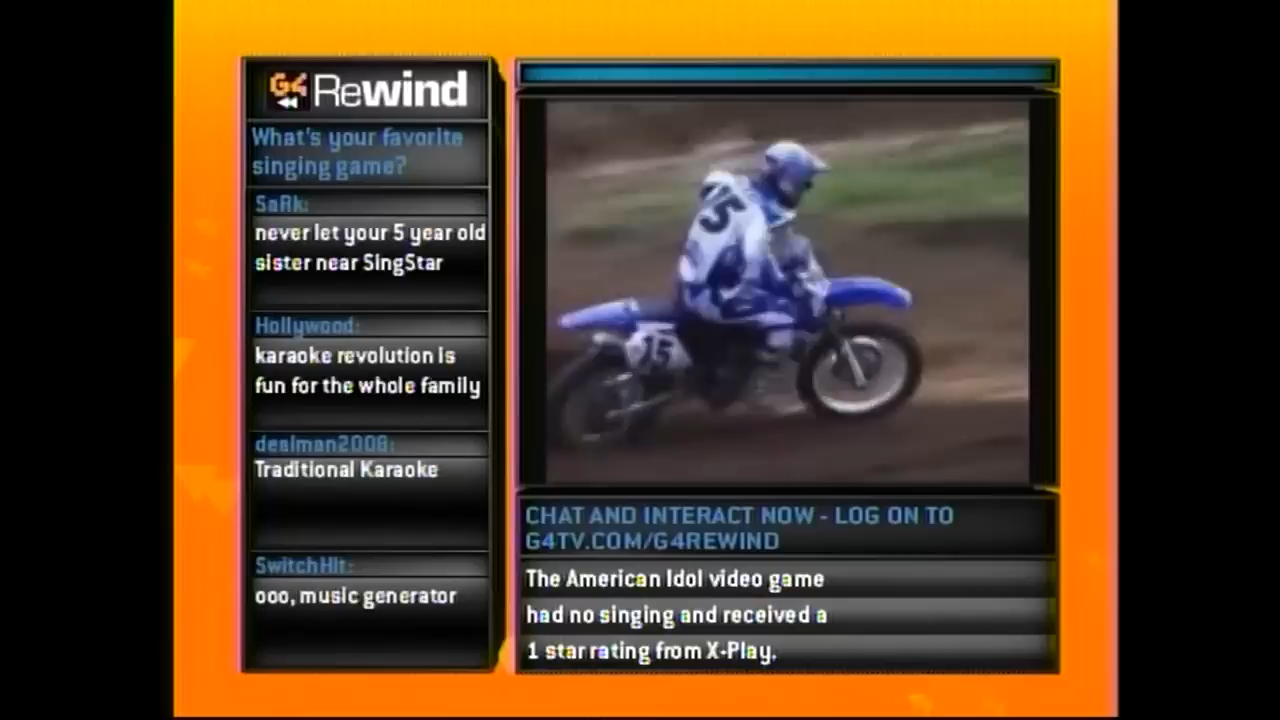 G4 Rewind
What's your favorite
singing game?
SaRk:
never let your 5 year old
sister near SingStar
Hollywood:
karaoke revolution is
fun for the whole family
dealman2006:
Traditional Karaoke
SwitchHit:
ooo, music generator
15
15
CHAT AND INTERACT NOW - LOG ON TO
G4TV.COM/G4REWIND
The American Idol video game
had no singing and received a
1 star rating from X-Play.